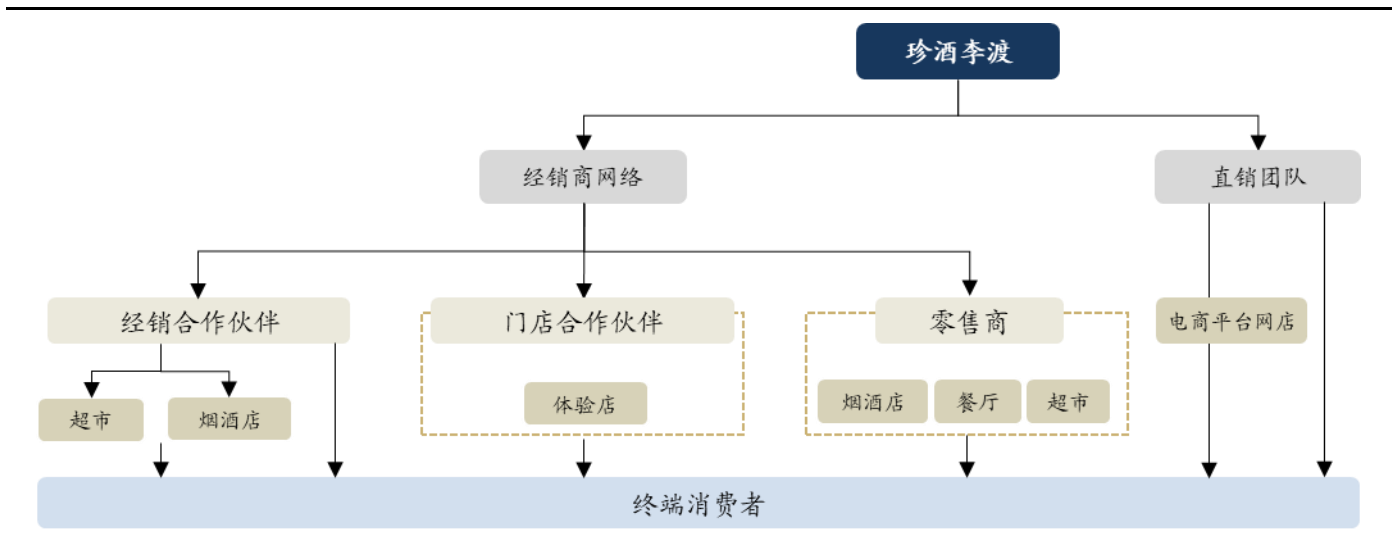 珍酒李渡
经销商网络
直销团队
经销合作伙伴
门店合作伙伴
零售商
电商平台网店
超市
烟酒店
体验店
烟酒店
餐厅
超市
终端消费者